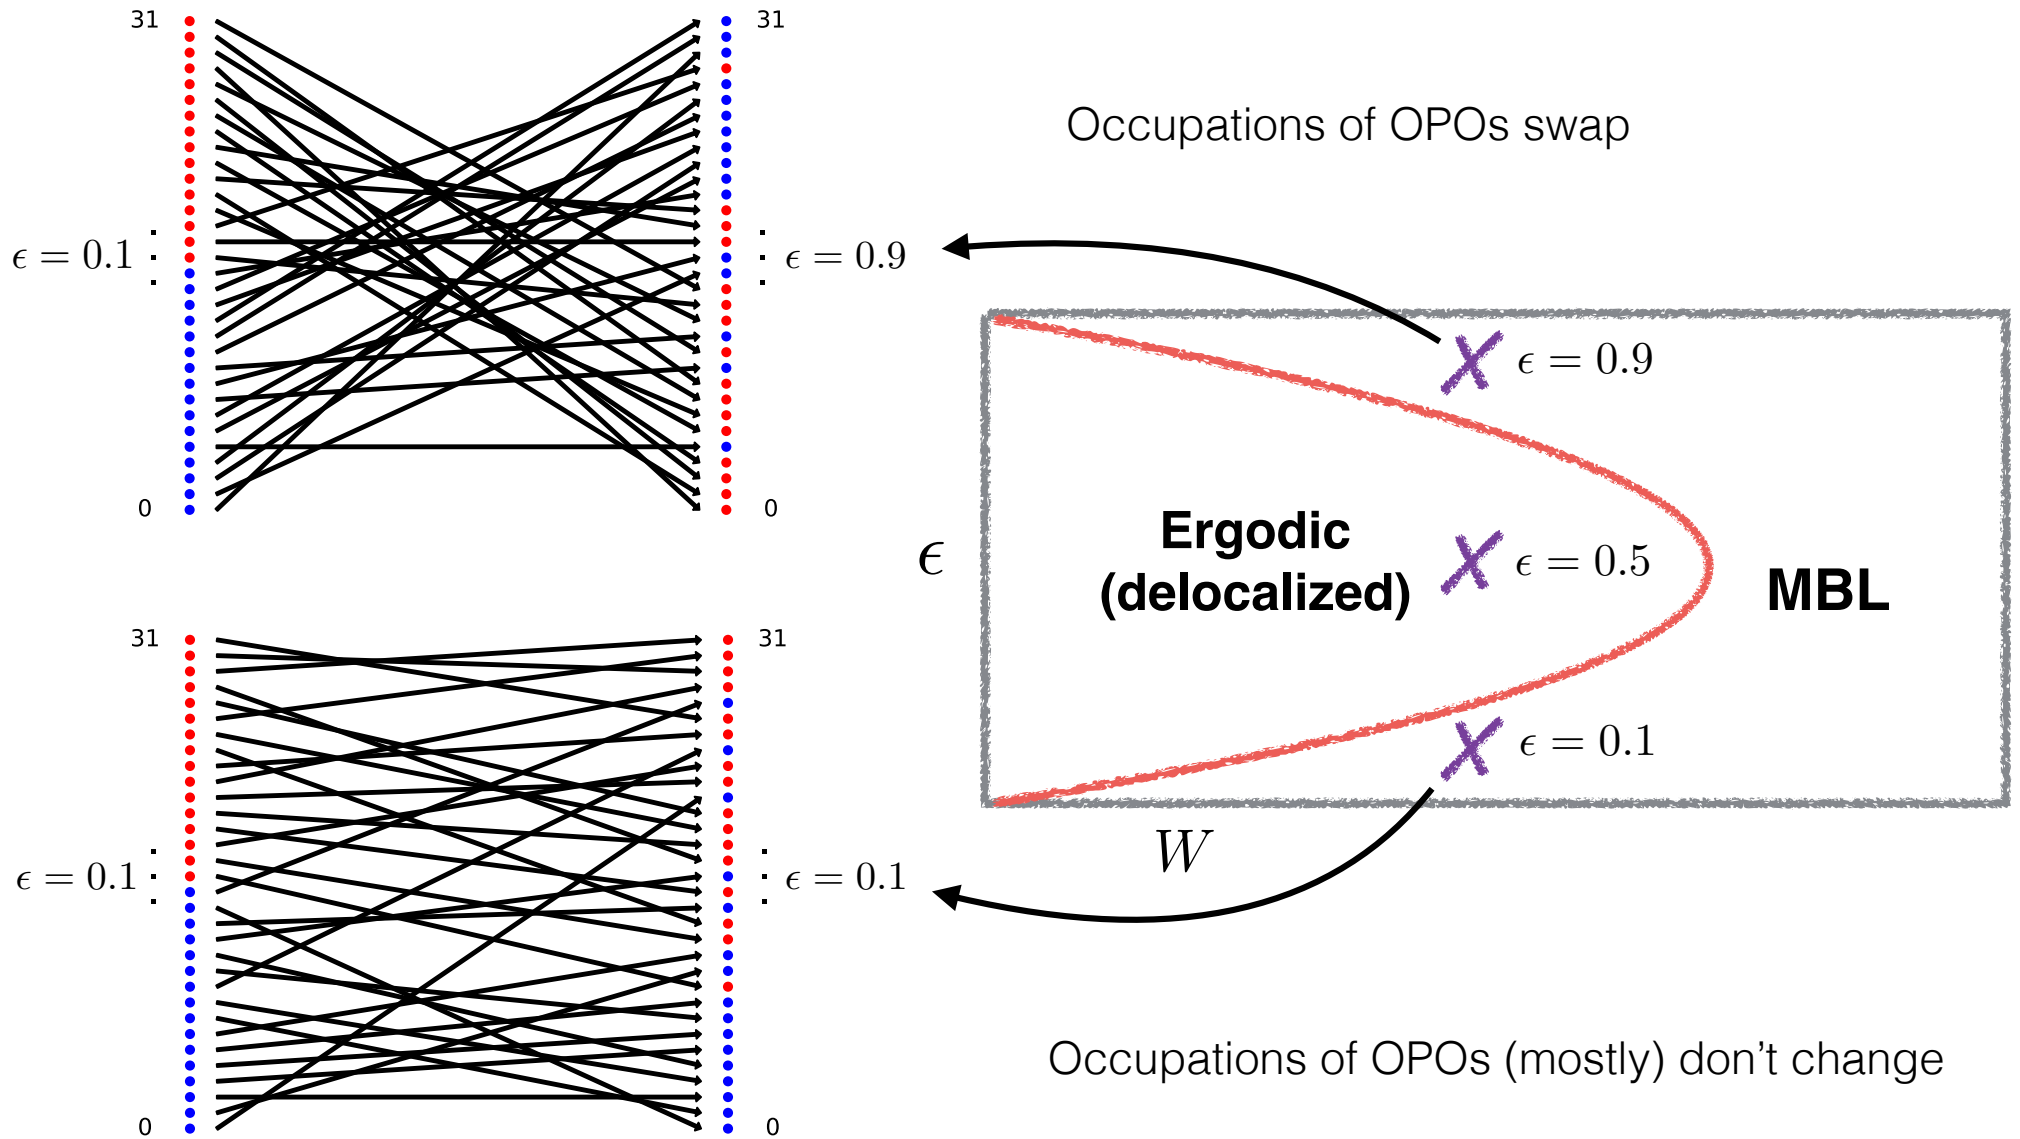 31
31
ϵ = 0.1
ϵ = 0.9
0
0
Occupations of OPOs swap
ϵ = 0.9
Ergodic
(delocalized)
ϵ
ϵ = 0.5
MBL
ϵ = 0.1
W
31
31
ϵ = 0.1
ϵ = 0.1
0
0
Occupations of OPOs (mostly) don’t change